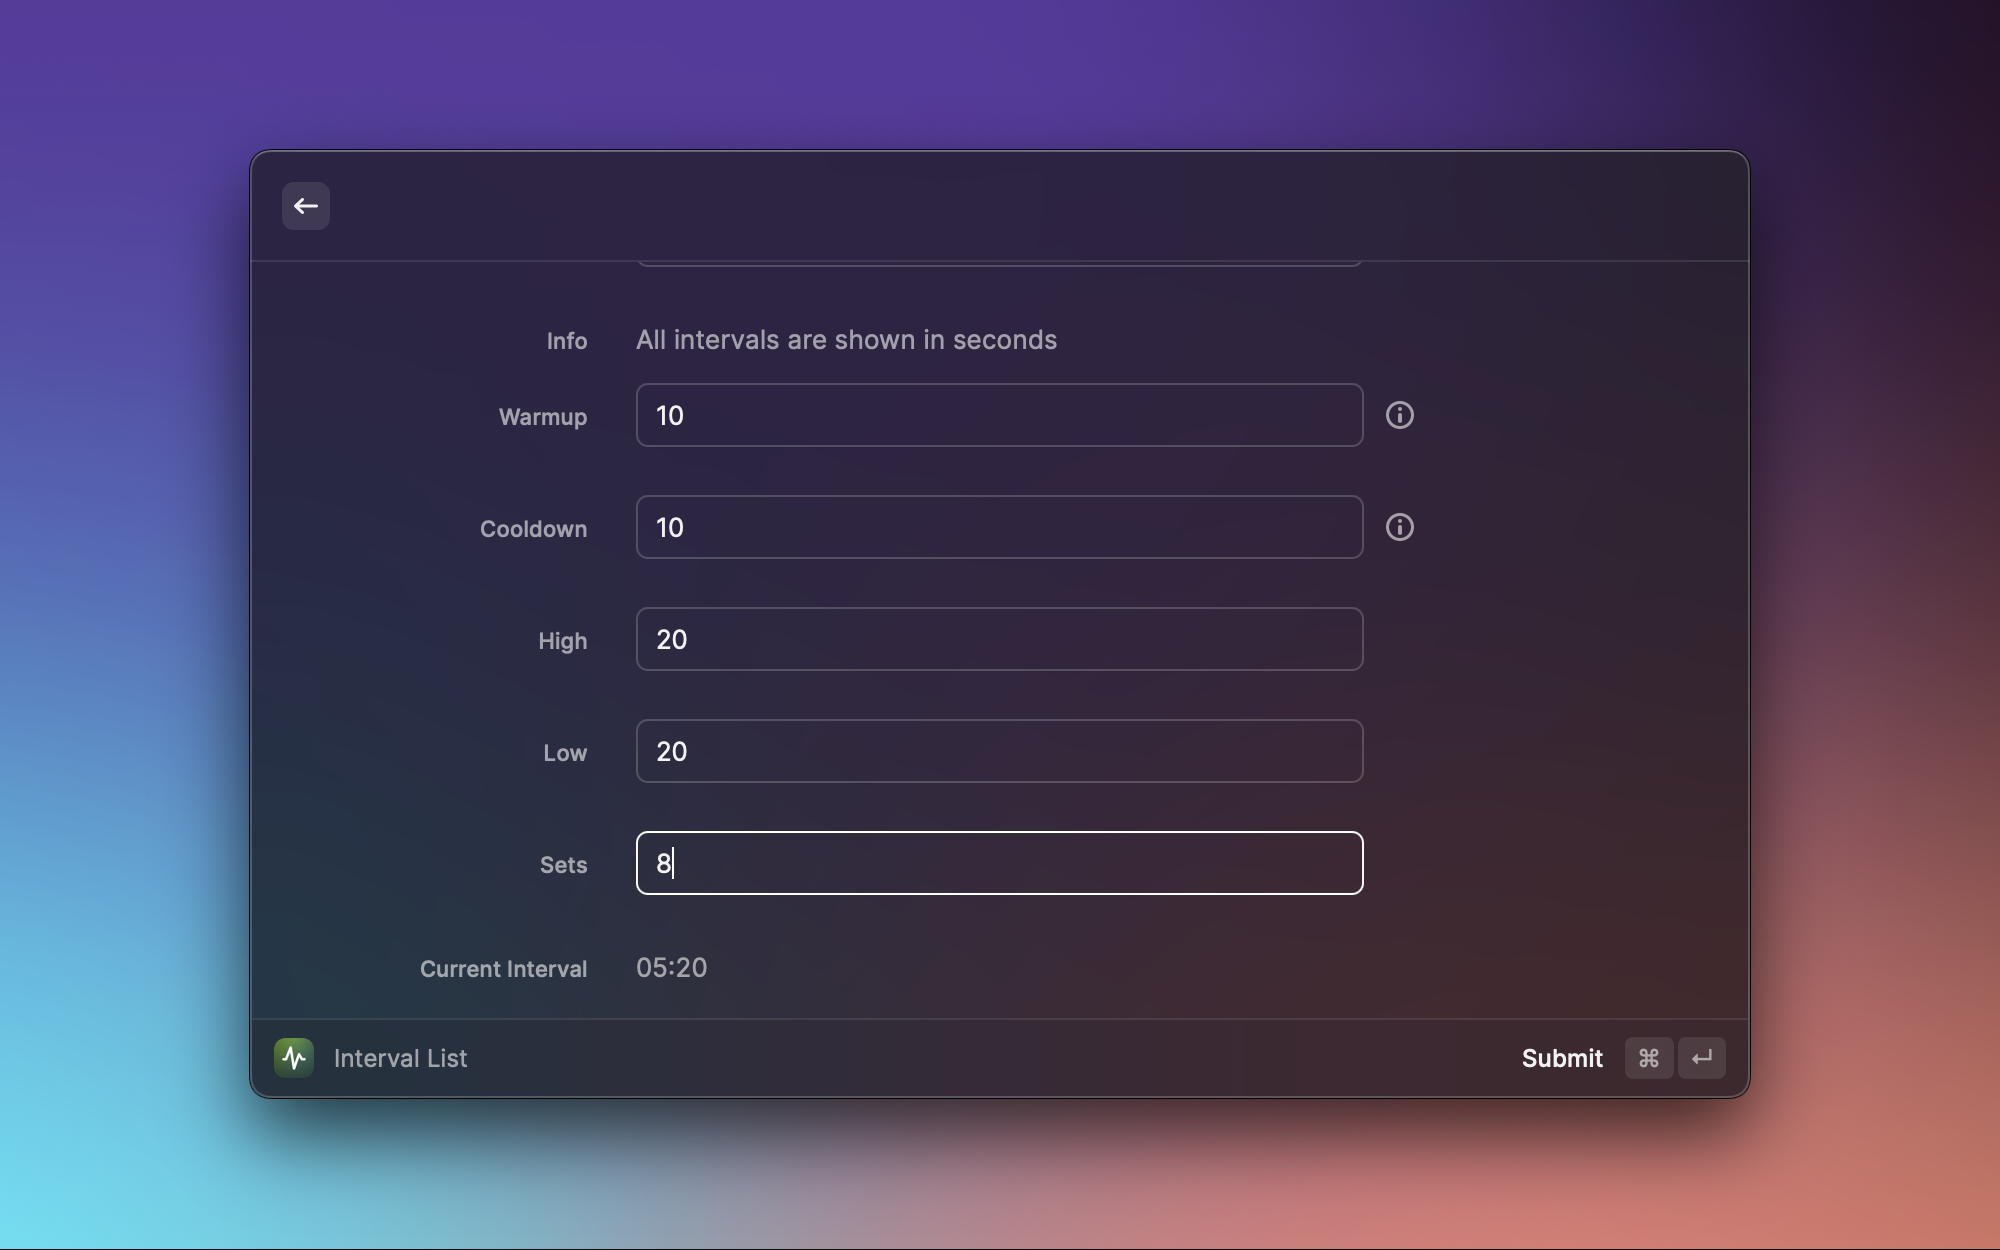 Info All intervals are shown in seconds
Warmup 10
Cooldown 10
High 20
Low 20
Sets 8
Current Interval 05:20
Interval List Submit ⌘ ↵